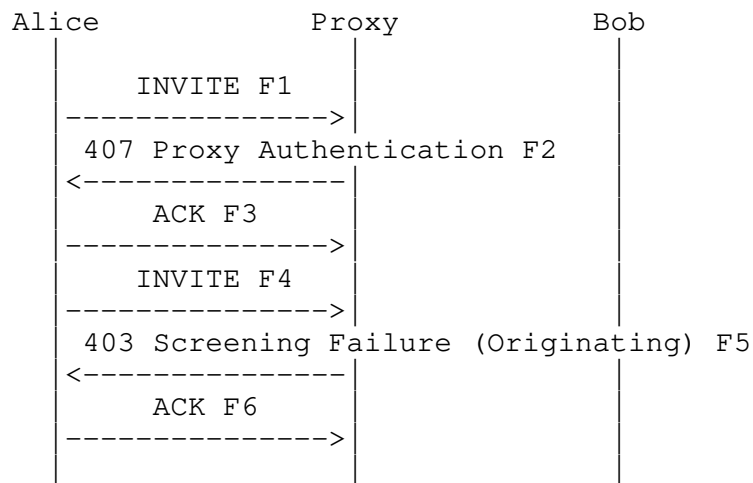 Alice Proxy Bob
INVITE F1
407 Proxy Authentication F2
ACK F3
INVITE F4
403 Screening Failure (Originating) F5
ACK F6